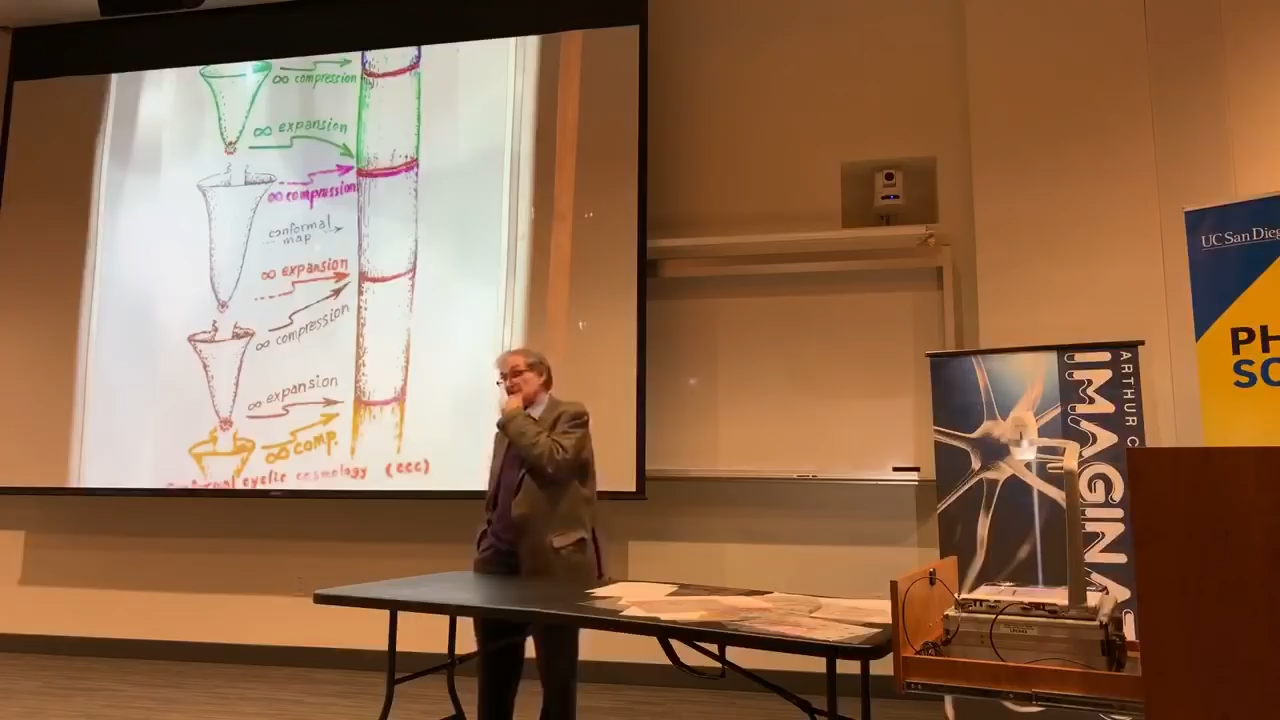 ∞ compression
∞ expansion
∞ compression
conformal
map
∞ expansion
∞ compression
∞ expansion
∞ comp.
cyclic cosmology (ccc)
UC San Dieg
PH
SC
ARTHUR C
IMAGINA